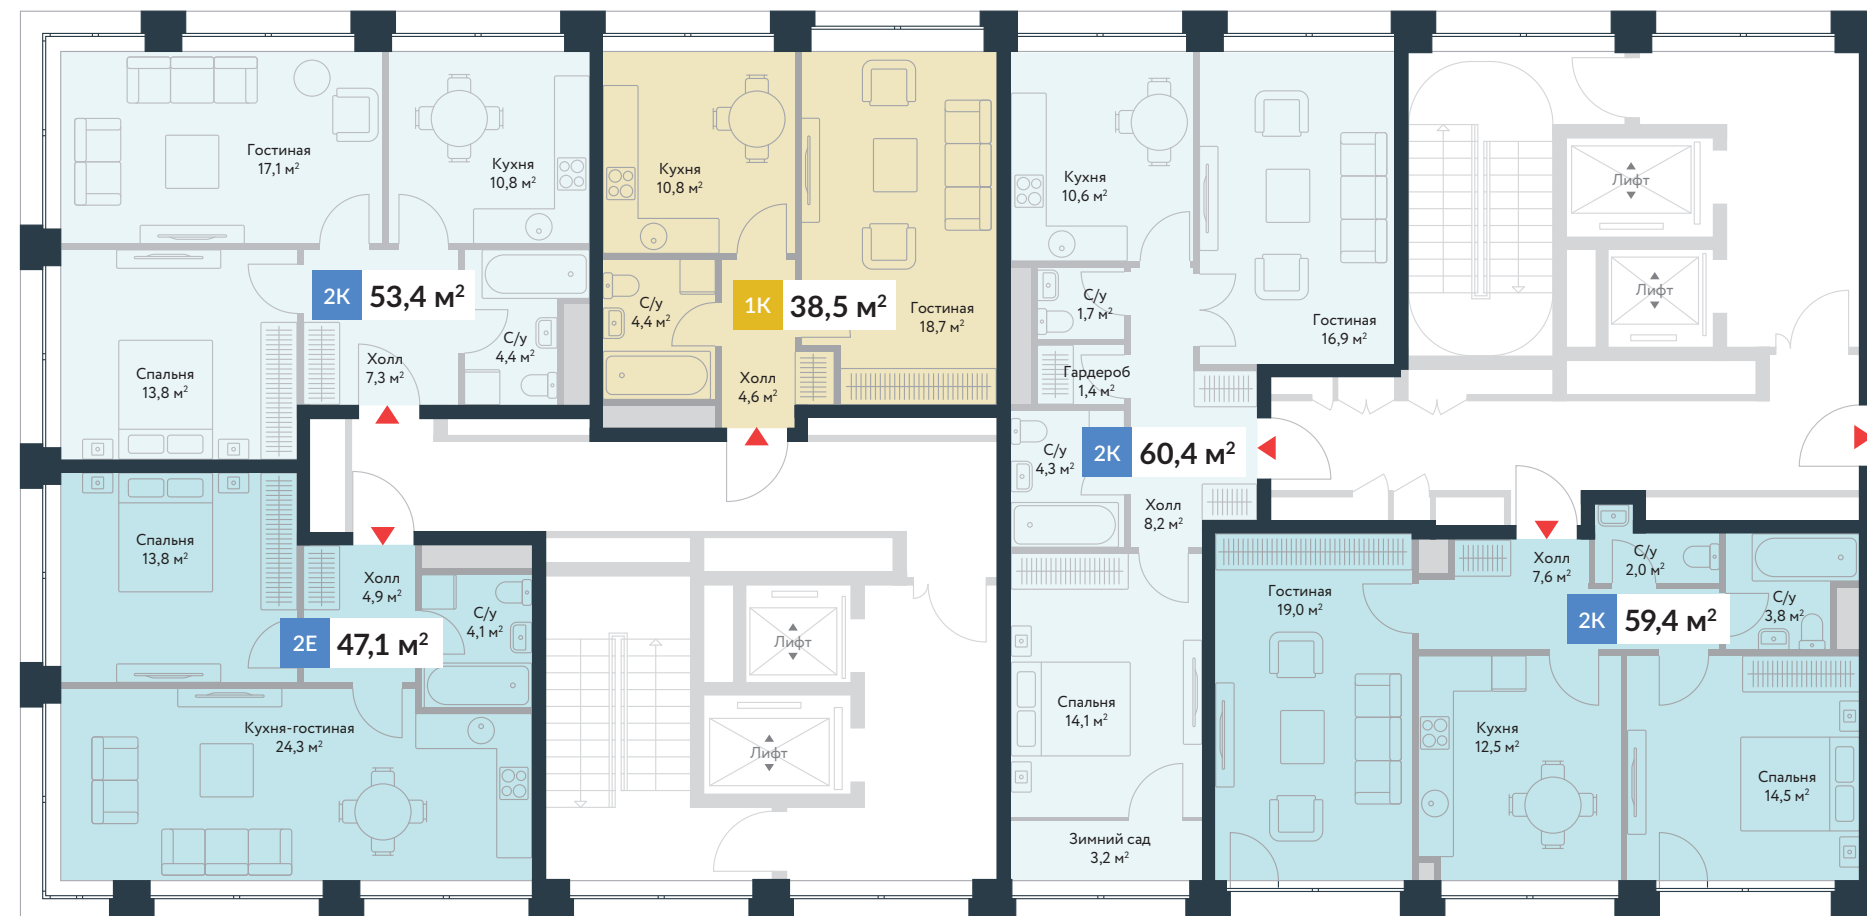 Гостиная
17,1 м²
Кухня
10,8 м²
2К 53,4 м²
С/у
4,4 м²
Холл
7,3 м²
Спальня
13,8 м²
Кухня
10,8 м²
С/у
4,4 м²
1К 38,5 м²
Гостиная
18,7 м²
Холл
4,6 м²
Кухня
10,6 м²
С/у
1,7 м²
Гостиная
16,9 м²
Гардероб
1,4 м²
С/у
4,3 м²
2К 60,4 м²
Холл
8,2 м²
Спальня
14,1 м²
Зимний сад
3,2 м²
Лифт
Лифт
Спальня
13,8 м²
Холл
4,9 м²
С/у
4,1 м²
2Е 47,1 м²
Кухня-гостиная
24,3 м²
Лифт
Лифт
Гостиная
19,0 м²
Холл
7,6 м²
С/у
2,0 м²
С/у
3,8 м²
2К 59,4 м²
Кухня
12,5 м²
Спальня
14,5 м²